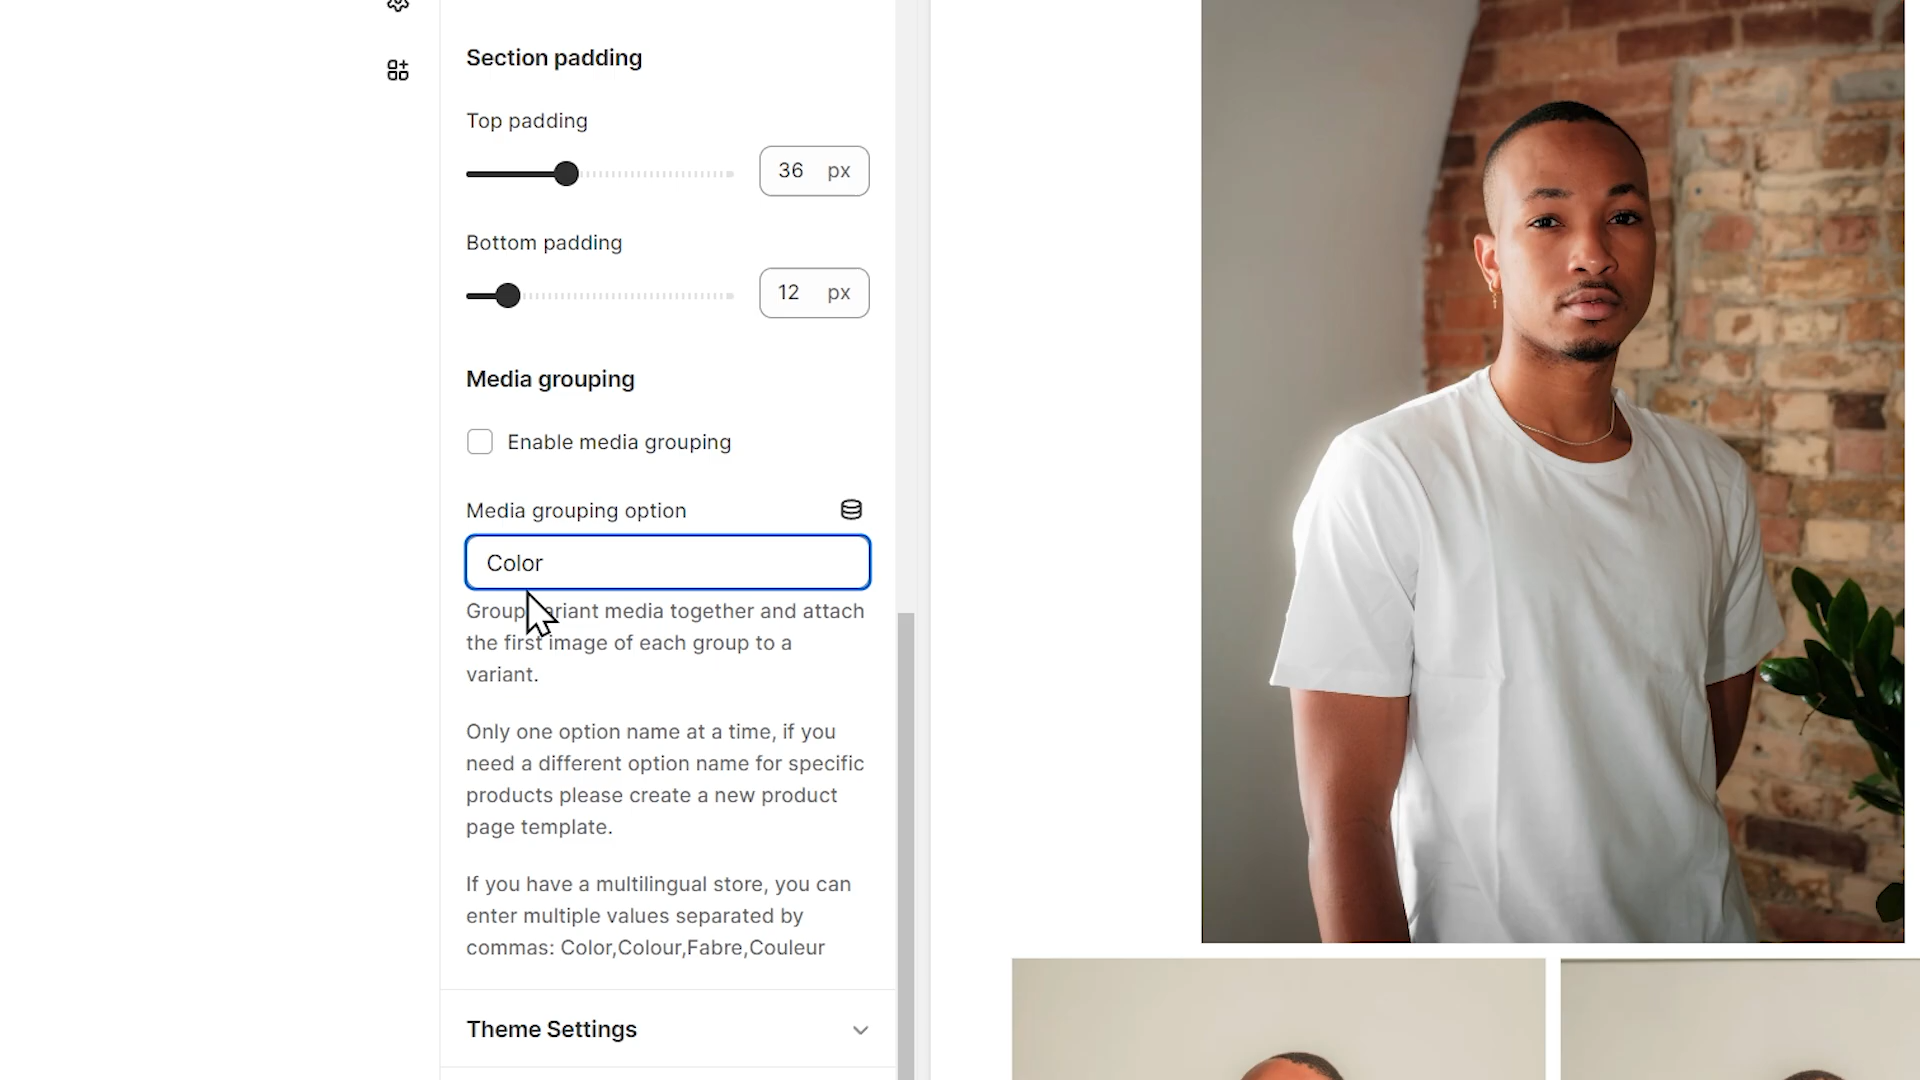 Section padding
Top padding
36 px
Bottom padding
12 px
Media grouping
Enable media grouping
Media grouping option
Color
Group variant media together and attach
the first image of each group to a
variant.
Only one option name at a time, if you
need a different option name for specific
products please create a new product
page template.
If you have a multilingual store, you can
enter multiple values separated by
commas: Color,Colour,Fabre,Couleur
Theme Settings